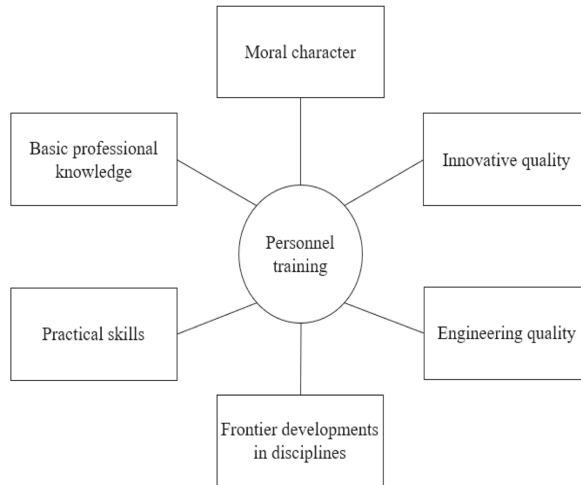 Moral character
Basic professional
knowledge
Innovative quality
Personnel
training
Practical skills
Engineering quality
Frontier developments
in disciplines